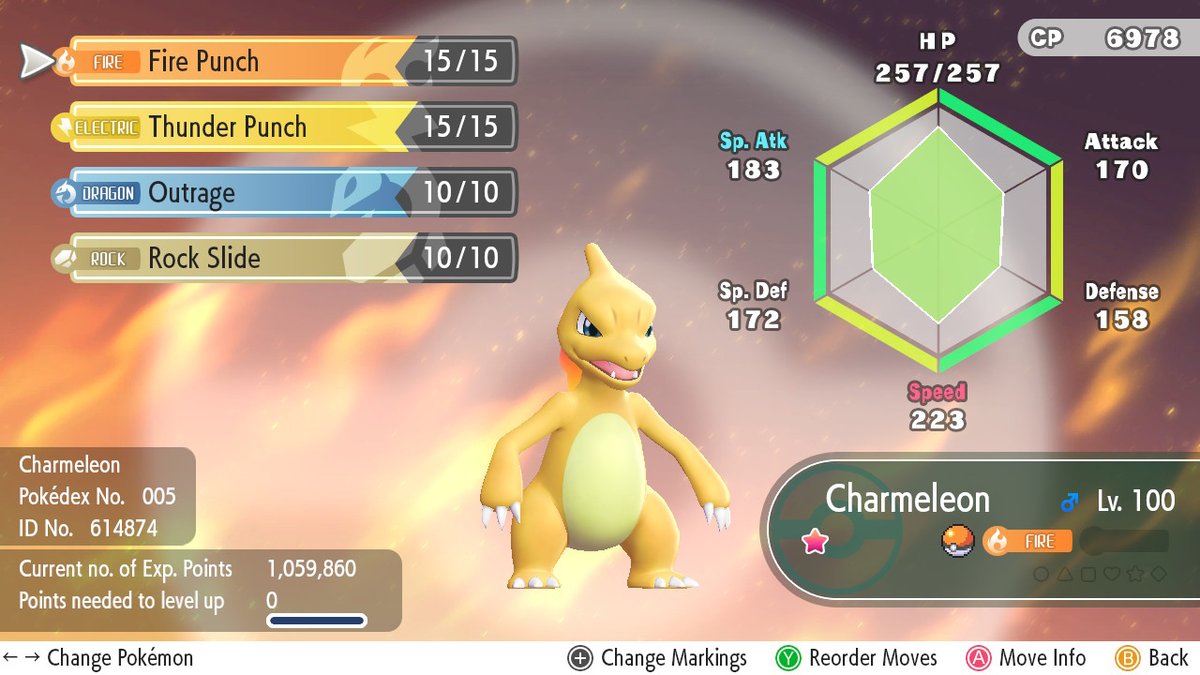 FIRE Fire Punch 15/15
ELECTRIC Thunder Punch 15/15
DRAGON Outrage 10/10
ROCK Rock Slide 10/10
CP 6978
HP
257/257
Sp. Atk
183
Attack
170
Sp. Def
172
Defense
158
Speed
223
Charmeleon
Pokédex No. 005
ID No. 614874
Current no. of Exp. Points 1,059,860
Points needed to level up 0
Charmeleon ♂ Lv. 100
FIRE
← → Change Pokémon
+ Change Markings
Y Reorder Moves
A Move Info
B Back